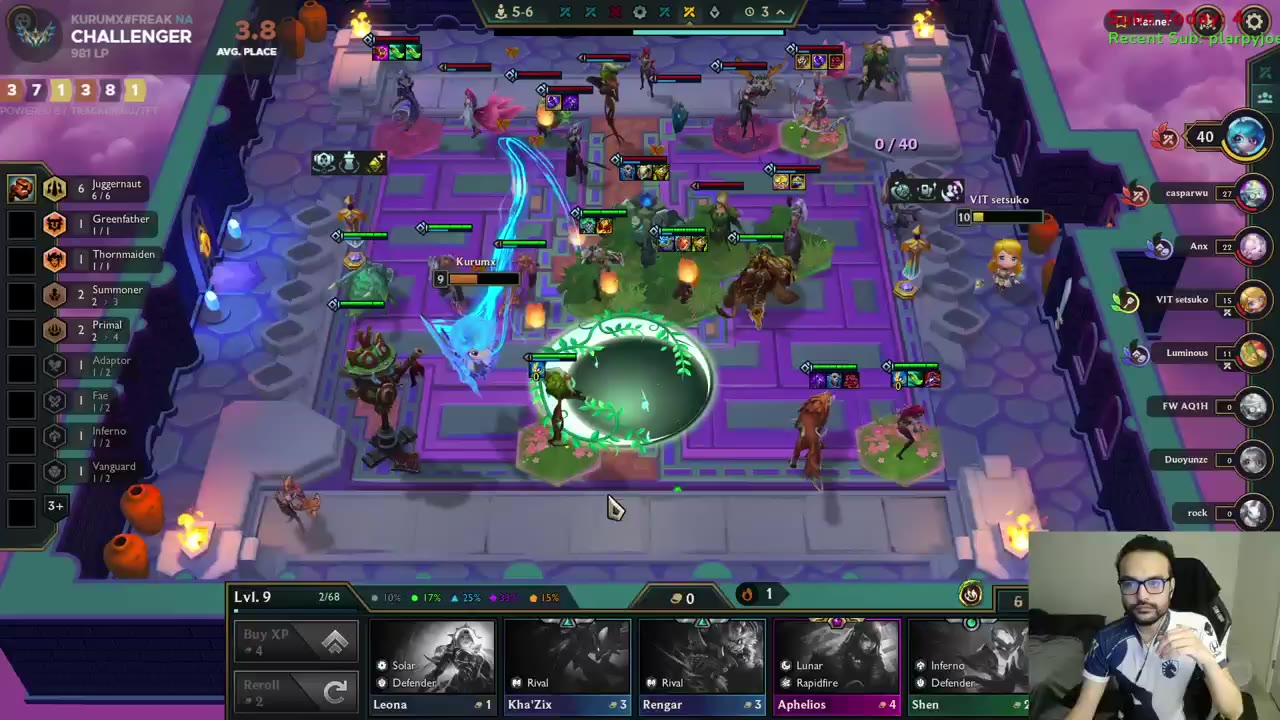 KURUMX#FREAK NA
CHALLENGER
981 LP
3.8
AVG. PLACE
3 7 1 3 8 1
5-6
3
Planner
Subs Today: 4
Recent Sub: plarpyjoe
6 Juggernaut
6 / 6
1 Greenfather
1 / 1
1 Thornmaiden
1 / 1
2 Summoner
2 > 3
2 Primal
2 > 4
1 Adaptor
1 / 2
1 Fae
1 / 2
1 Inferno
1 / 2
1 Vanguard
1 / 2
3+
0 / 40
VIT setsuko
10
Kurumx
9
40
casparwu 27
Anx 22
VIT setsuko 15
Luminous 11
FW AQ1H 0
Duoyunze 0
rock 0
Lvl. 9 2/68
10% 17% 25% 33% 15%
0
1
6
Buy XP
4
Reroll
2
Solar
Defender
Leona 1
Rival
Kha'Zix 3
Rival
Rengar 3
Lunar
Rapidfire
Aphelios 4
Inferno
Defender
Shen 2